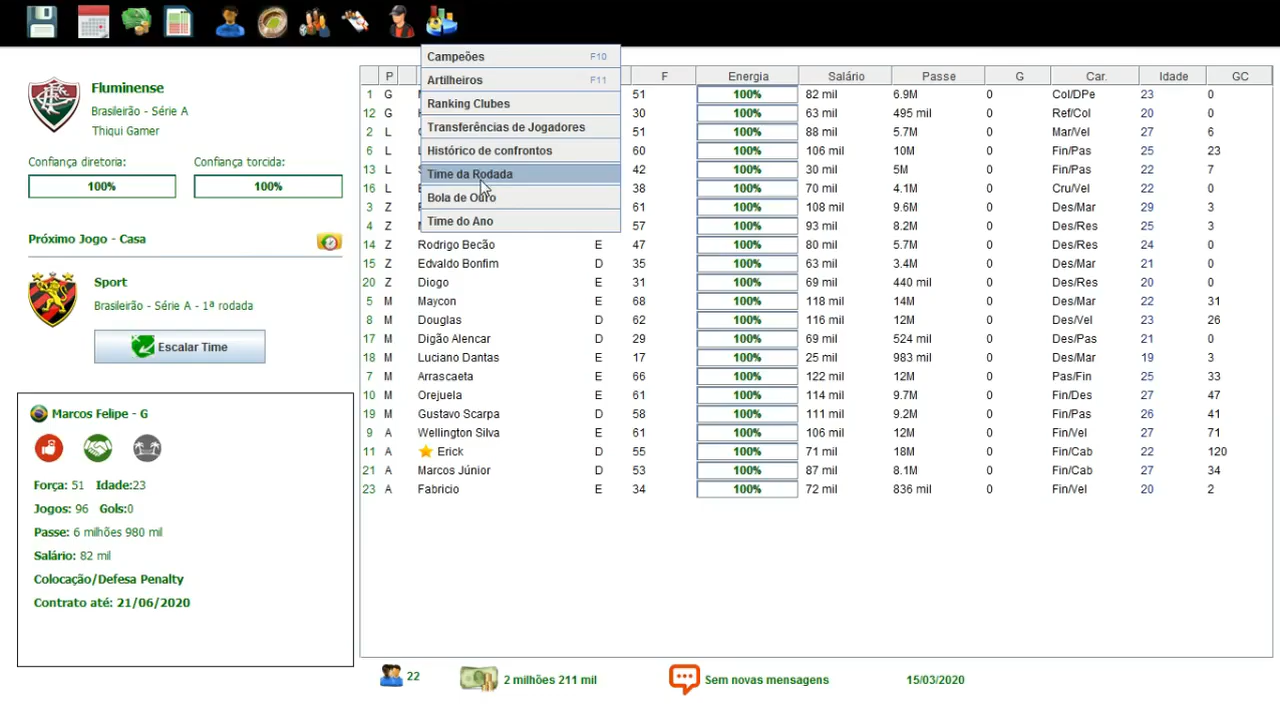 Fluminense
Brasileirão - Série A
Thiqui Gamer
Confiança diretoria: Confiança torcida:
100% 100%
Próximo Jogo - Casa
Sport
Brasileirão - Série A - 1ª rodada
Escalar Time
Marcos Felipe - G
Força: 51 Idade:23
Jogos: 96 Gols:0
Passe: 6 milhões 980 mil
Salário: 82 mil
Colocação/Defesa Penalty
Contrato até: 21/06/2020
Campeões F10
Artilheiros F11
Ranking Clubes
Transferências de Jogadores
Histórico de confrontos
Time da Rodada
Bola de Ouro
Time do Ano
P F Energia Salário Passe G Car. Idade GC
1 G 51 100% 82 mil 6.9M 0 Col/DPe 23 0
12 G 30 100% 63 mil 495 mil 0 Ref/Col 20 0
2 L 51 100% 88 mil 5.7M 0 Mar/Vel 27 6
6 L 60 100% 106 mil 10M 0 Fin/Pas 25 23
13 L 42 100% 30 mil 5M 0 Fin/Pas 22 7
16 L 38 100% 70 mil 4.1M 0 Cru/Vel 22 0
3 Z 61 100% 108 mil 9.6M 0 Des/Mar 29 3
4 Z 57 100% 93 mil 8.2M 0 Des/Res 25 3
14 Z Rodrigo Becão E 47 100% 80 mil 5.7M 0 Des/Res 24 0
15 Z Edvaldo Bonfim D 35 100% 63 mil 3.4M 0 Des/Mar 21 0
20 Z Diogo E 31 100% 69 mil 440 mil 0 Des/Res 20 0
5 M Maycon E 68 100% 118 mil 14M 0 Des/Mar 22 31
8 M Douglas D 62 100% 116 mil 12M 0 Des/Vel 23 26
17 M Digão Alencar D 29 100% 69 mil 524 mil 0 Des/Pas 21 0
18 M Luciano Dantas E 17 100% 25 mil 983 mil 0 Des/Mar 19 3
7 M Arrascaeta E 66 100% 122 mil 12M 0 Pas/Fin 25 33
10 M Orejuela E 61 100% 114 mil 9.7M 0 Fin/Des 27 47
19 M Gustavo Scarpa D 58 100% 111 mil 9.2M 0 Fin/Pas 26 41
9 A Wellington Silva E 61 100% 106 mil 12M 0 Fin/Vel 27 71
11 A Erick D 55 100% 71 mil 18M 0 Fin/Cab 22 120
21 A Marcos Júnior D 53 100% 87 mil 8.1M 0 Fin/Cab 27 34
23 A Fabricio E 34 100% 72 mil 836 mil 0 Fin/Vel 20 2
22 2 milhões 211 mil Sem novas mensagens 15/03/2020